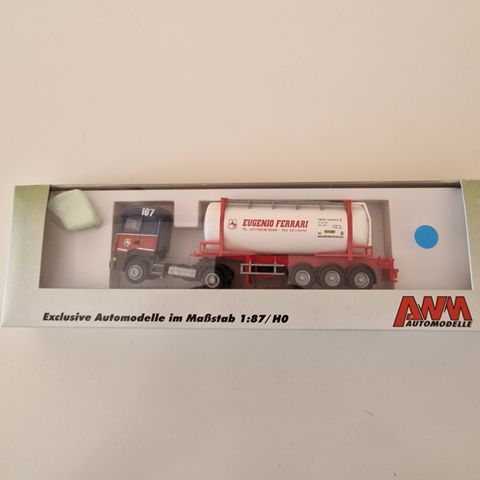 107
EUGENIO FERRARI
Exclusive Automodelle im Maßstab 1:87/H0
AWM
AUTOMODELLE